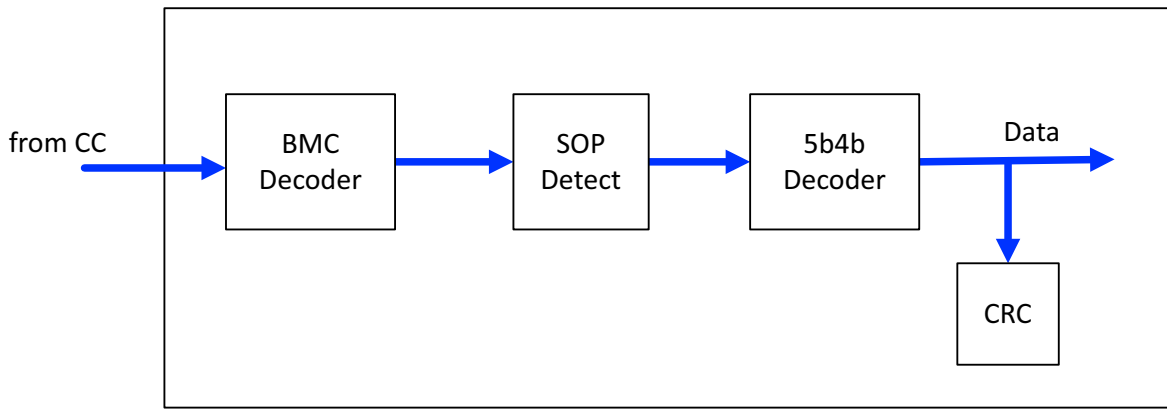 from CC
BMC
Decoder
SOP
Detect
5b4b
Decoder
Data
CRC